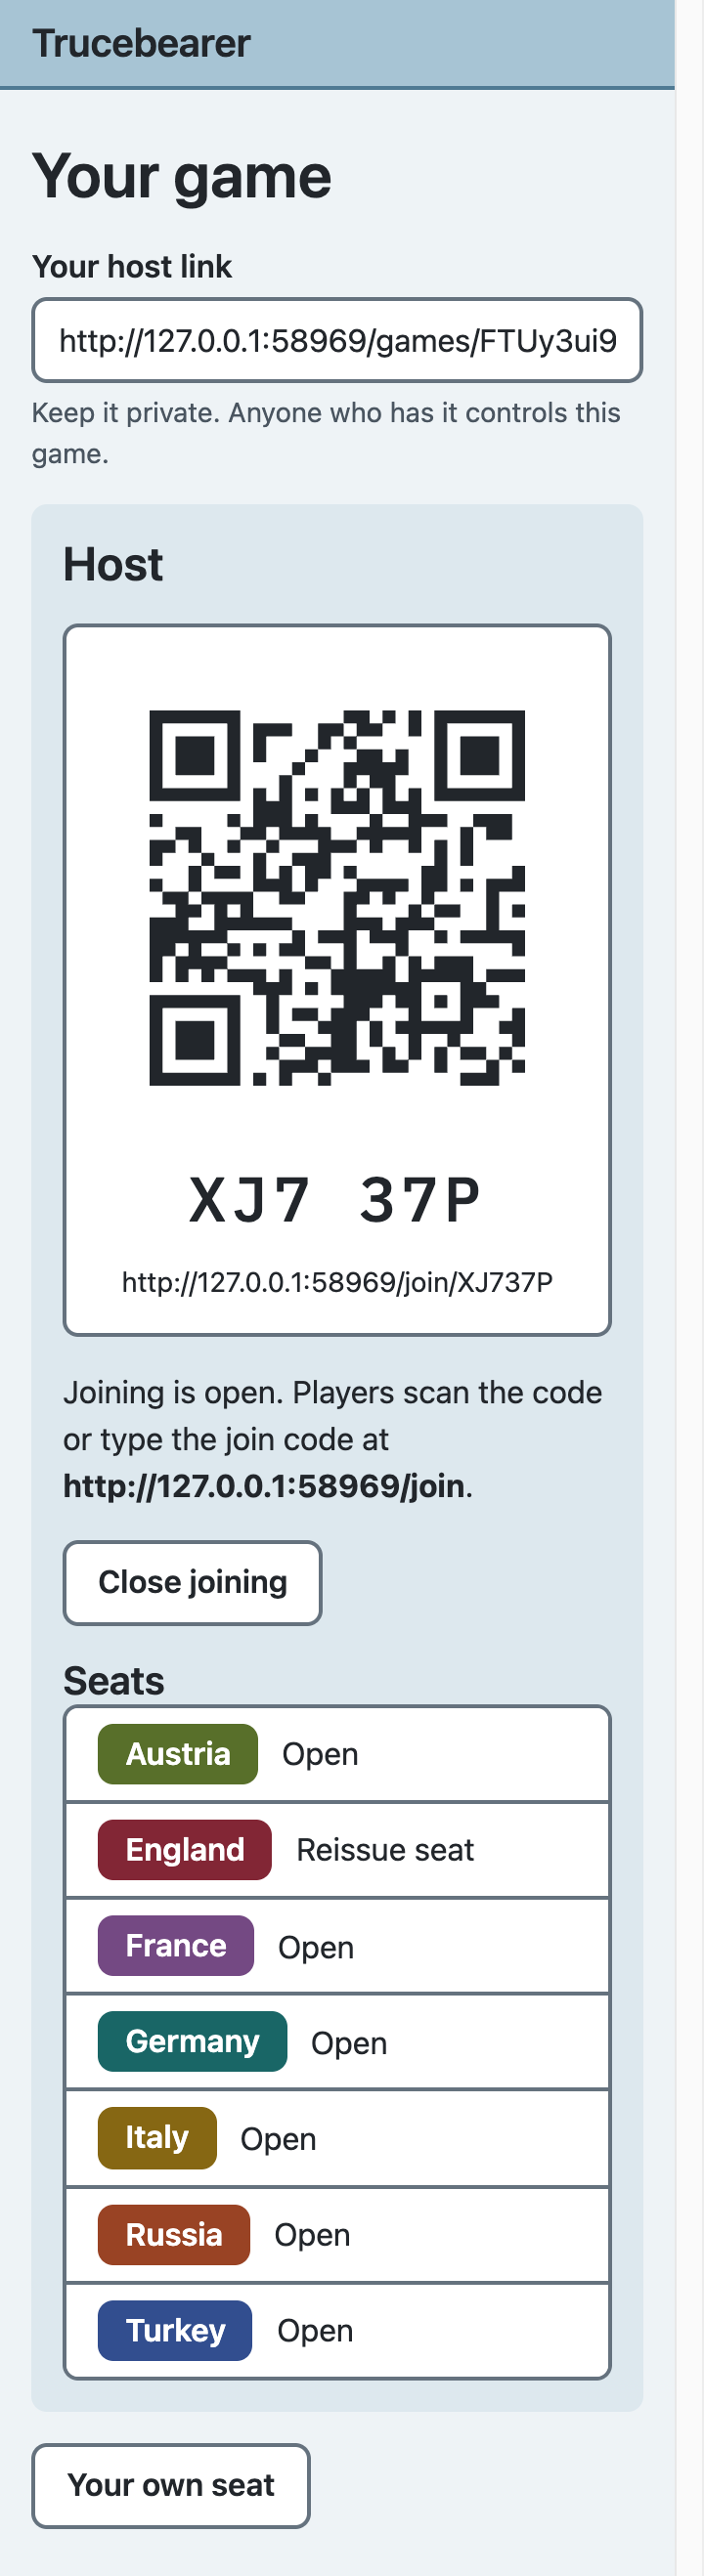 Trucebearer
Your game
Your host link
http://127.0.0.1:58969/games/FTUy3ui9
Keep it private. Anyone who has it controls this
game.
Host
XJ7 37P
http://127.0.0.1:58969/join/XJ737P
Joining is open. Players scan the code
or type the join code at
http://127.0.0.1:58969/join.
Close joining
Seats
Austria Open
England Reissue seat
France Open
Germany Open
Italy Open
Russia Open
Turkey Open
Your own seat